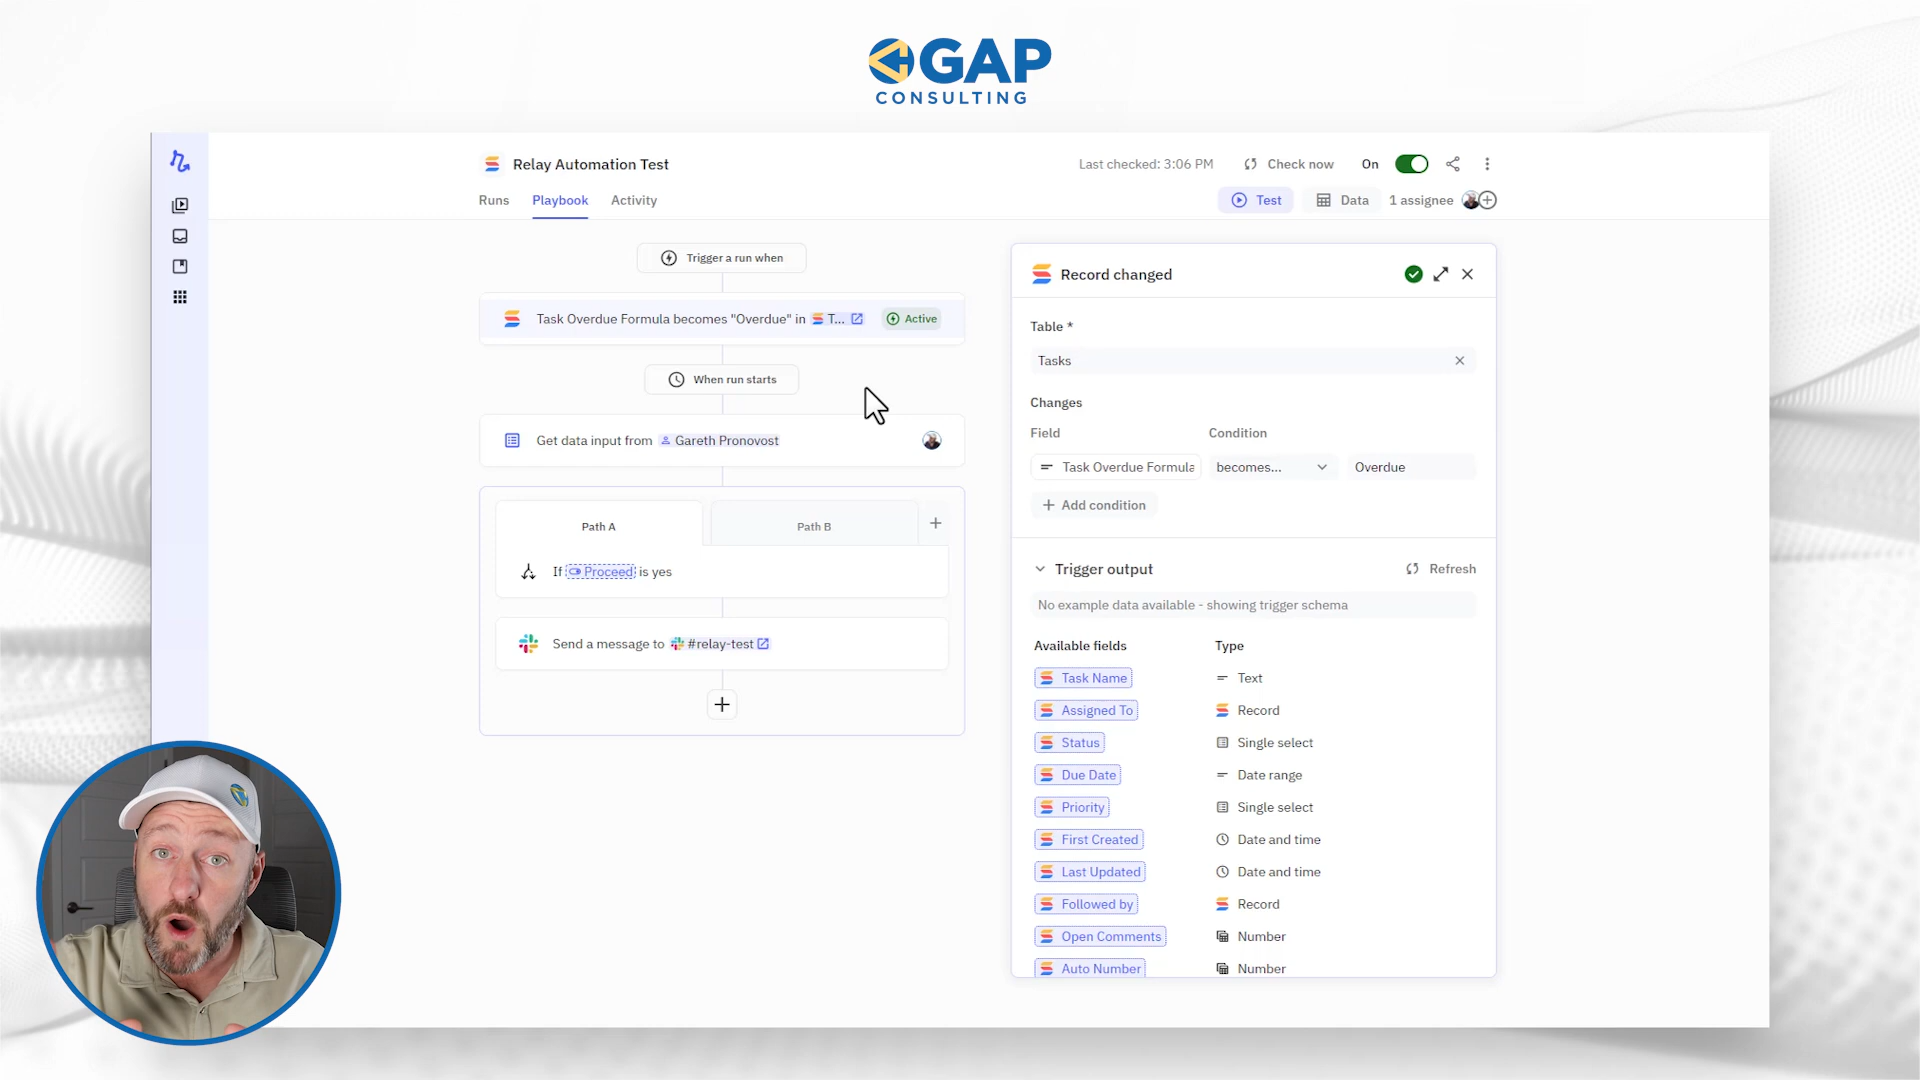 GAP
CONSULTING
Relay Automation Test
Last checked: 3:06 PM
Check now
On
Runs
Playbook
Activity
Test
Data
1 assignee
Trigger a run when
Task Overdue Formula becomes "Overdue" in T...
Active
When run starts
Get data input from Gareth Pronovost
Path A
Path B
If Proceed is yes
Send a message to #relay-test
Record changed
Table *
Tasks
Changes
Field Condition
Task Overdue Formula becomes... Overdue
Add condition
Trigger output
Refresh
No example data available - showing trigger schema
Available fields Type
Task Name Text
Assigned To Record
Status Single select
Due Date Date range
Priority Single select
First Created Date and time
Last Updated Date and time
Followed by Record
Open Comments Number
Auto Number Number